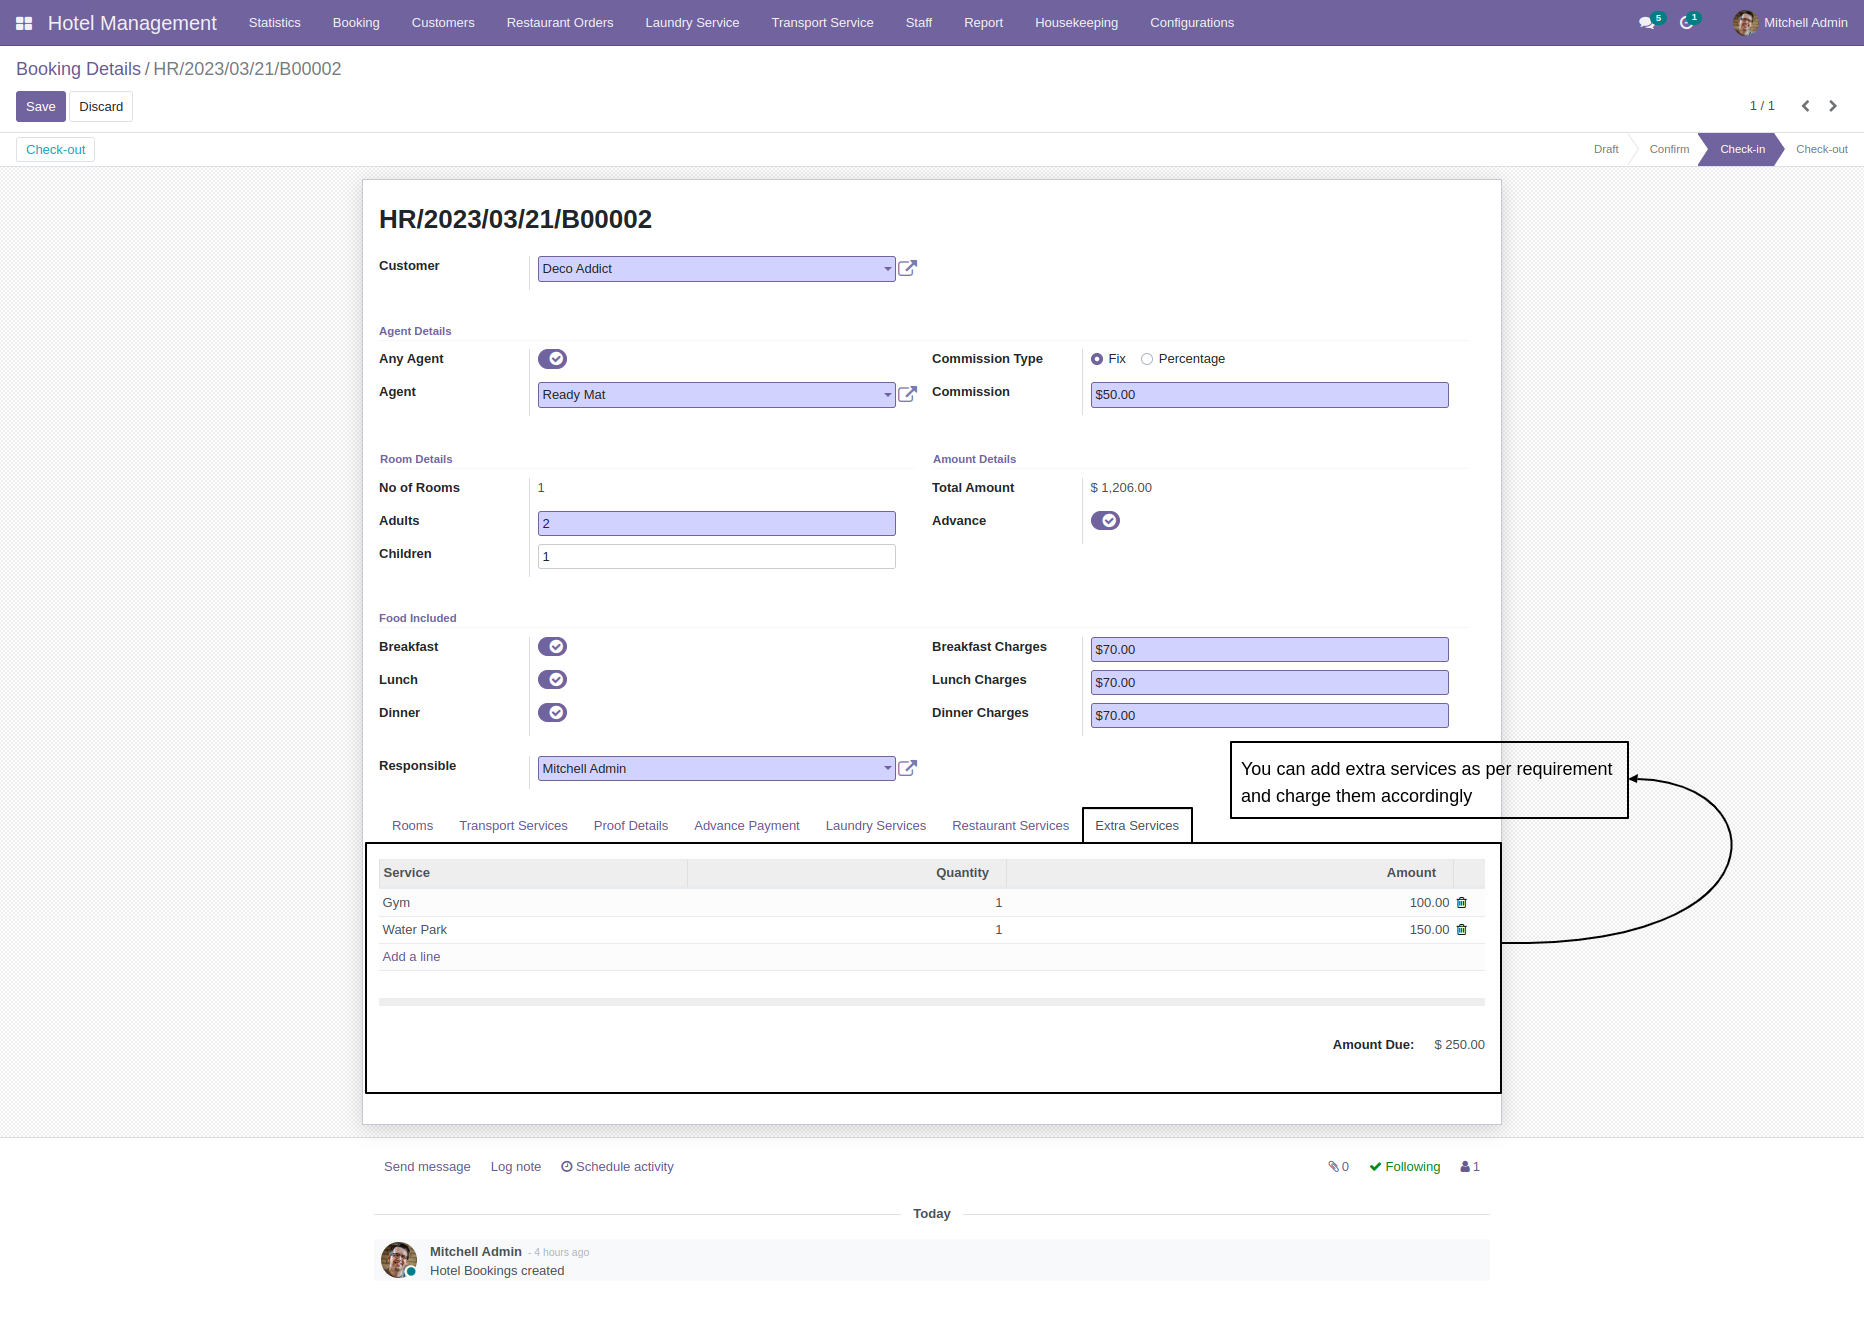 Hotel Management Statistics Booking Customers Restaurant Orders Laundry Service Transport Service Staff Report Housekeeping Configurations 5 1 Mitchell Admin
Booking Details / HR/2023/03/21/B00002
Save Discard 1 / 1
Check-out Draft Confirm Check-in Check-out
HR/2023/03/21/B00002
Customer Deco Addict
Agent Details
Any Agent Commission Type Fix Percentage
Agent Ready Mat Commission $50.00
Room Details Amount Details
No of Rooms 1 Total Amount $ 1,206.00
Adults 2 Advance
Children 1
Food Included
Breakfast Breakfast Charges $70.00
Lunch Lunch Charges $70.00
Dinner Dinner Charges $70.00
Responsible Mitchell Admin
You can add extra services as per requirement
and charge them accordingly
Rooms Transport Services Proof Details Advance Payment Laundry Services Restaurant Services Extra Services
Service Quantity Amount
Gym 1 100.00
Water Park 1 150.00
Add a line
Amount Due: $ 250.00
Send message Log note Schedule activity 0 Following 1
Today
Mitchell Admin - 4 hours ago
Hotel Bookings created